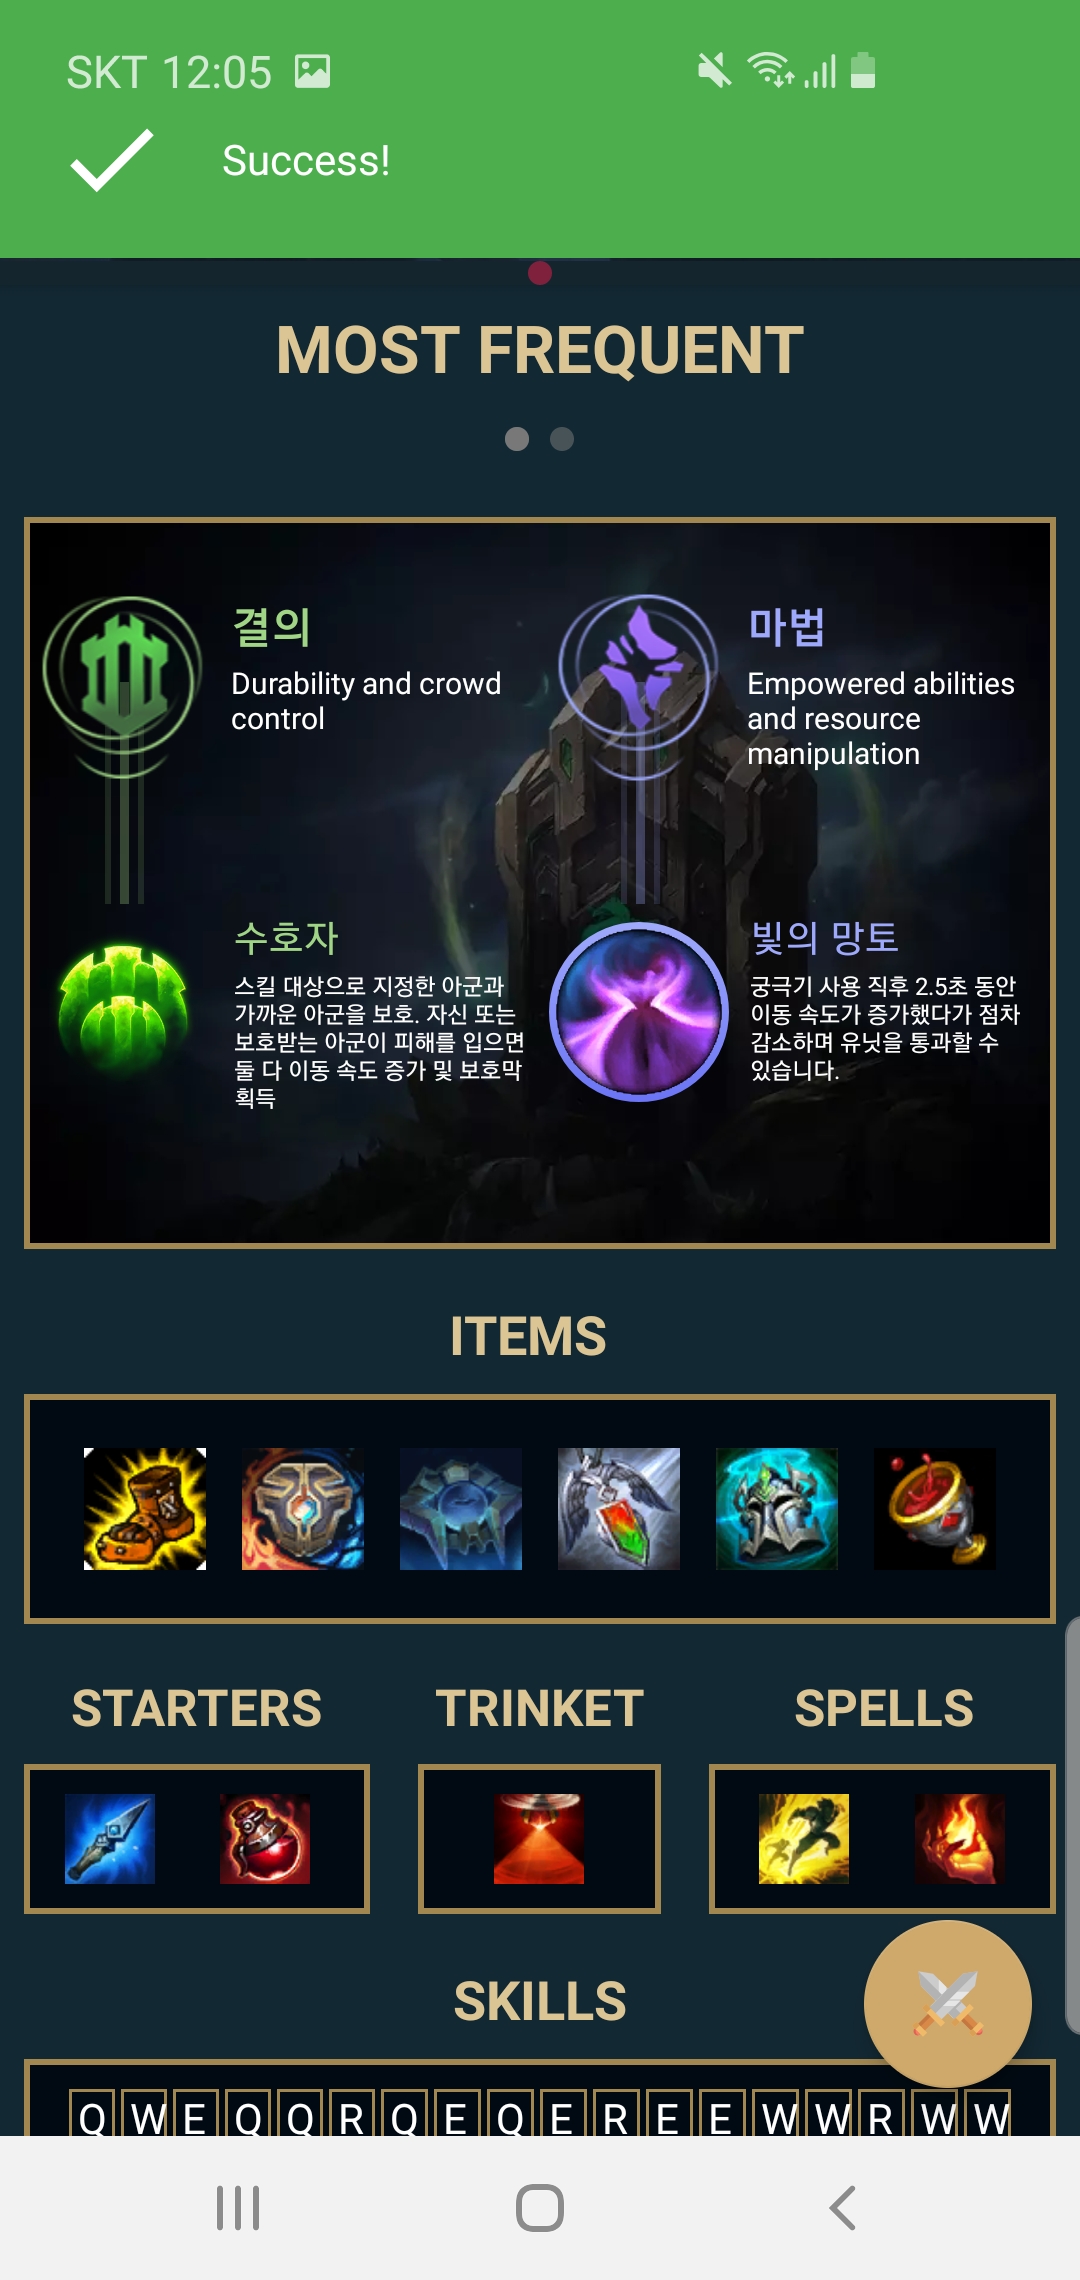 SKT 12:05
Success!
MOST FREQUENT
결의
Durability and crowd
control
마법
Empowered abilities
and resource
manipulation
수호자
스킬 대상으로 지정한 아군과
가까운 아군을 보호. 자신 또는
보호받는 아군이 피해를 입으면
둘 다 이동 속도 증가 및 보호막
획득
빛의 망토
궁극기 사용 직후 2.5초 동안
이동 속도가 증가했다가 점차
감소하며 유닛을 통과할 수
있습니다.
ITEMS
STARTERS
TRINKET
SPELLS
SKILLS
Q W E Q Q R Q E Q E R E E W W R W W